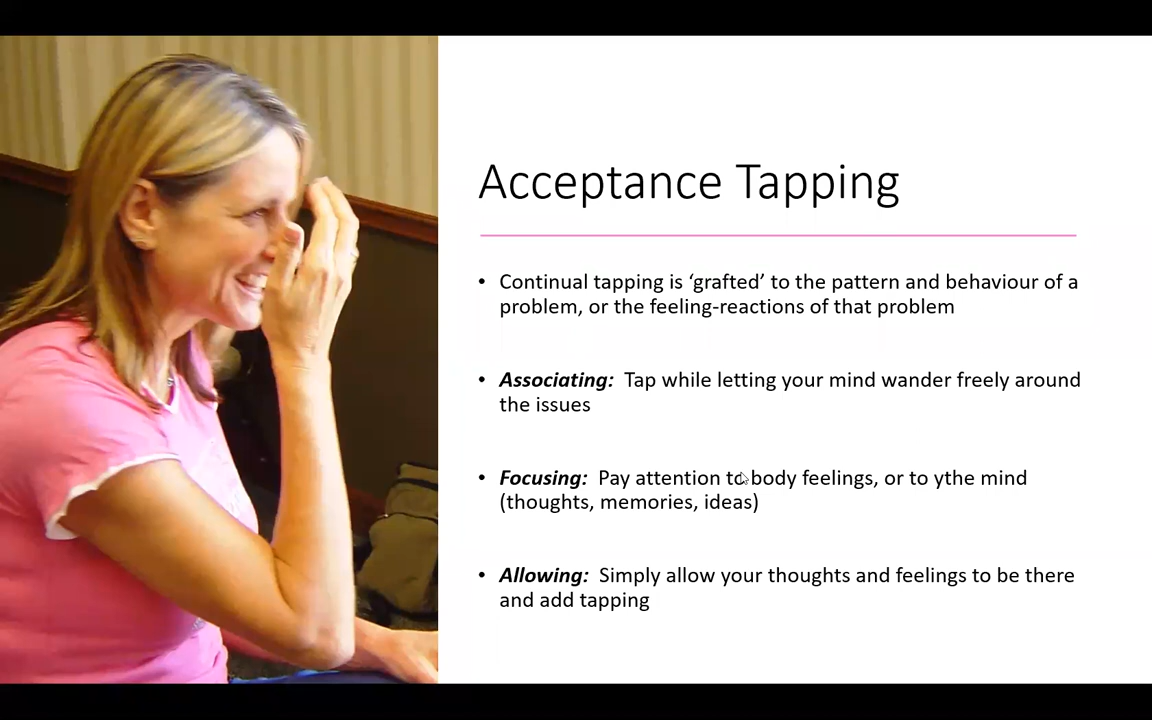 Acceptance Tapping
• Continual tapping is ‘grafted’ to the pattern and behaviour of a
problem, or the feeling-reactions of that problem
• Associating: Tap while letting your mind wander freely around
the issues
• Focusing: Pay attention to body feelings, or to ythe mind
(thoughts, memories, ideas)
• Allowing: Simply allow your thoughts and feelings to be there
and add tapping